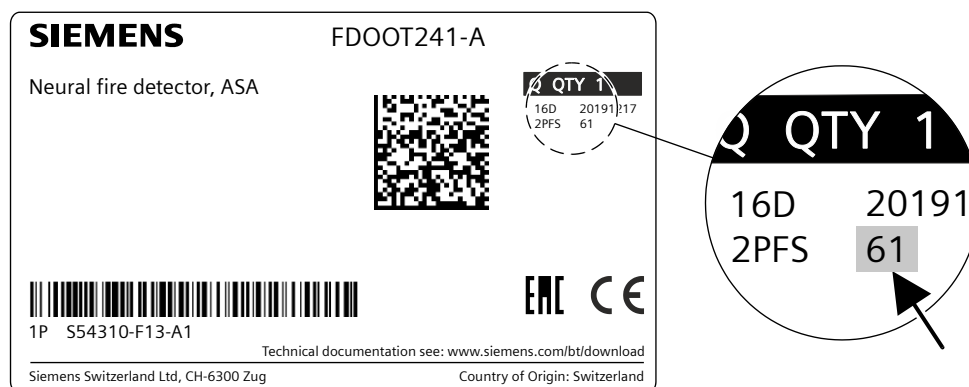 SIEMENS FDOOT241-A
Neural fire detector, ASA
Q QTY 1
16D 20191217
2PFS 61
1P S54310-F13-A1
EAC CE
Technical documentation see: www.siemens.com/bt/download
Siemens Switzerland Ltd, CH-6300 Zug Country of Origin: Switzerland
Q QTY 1
16D 20191
2PFS 61